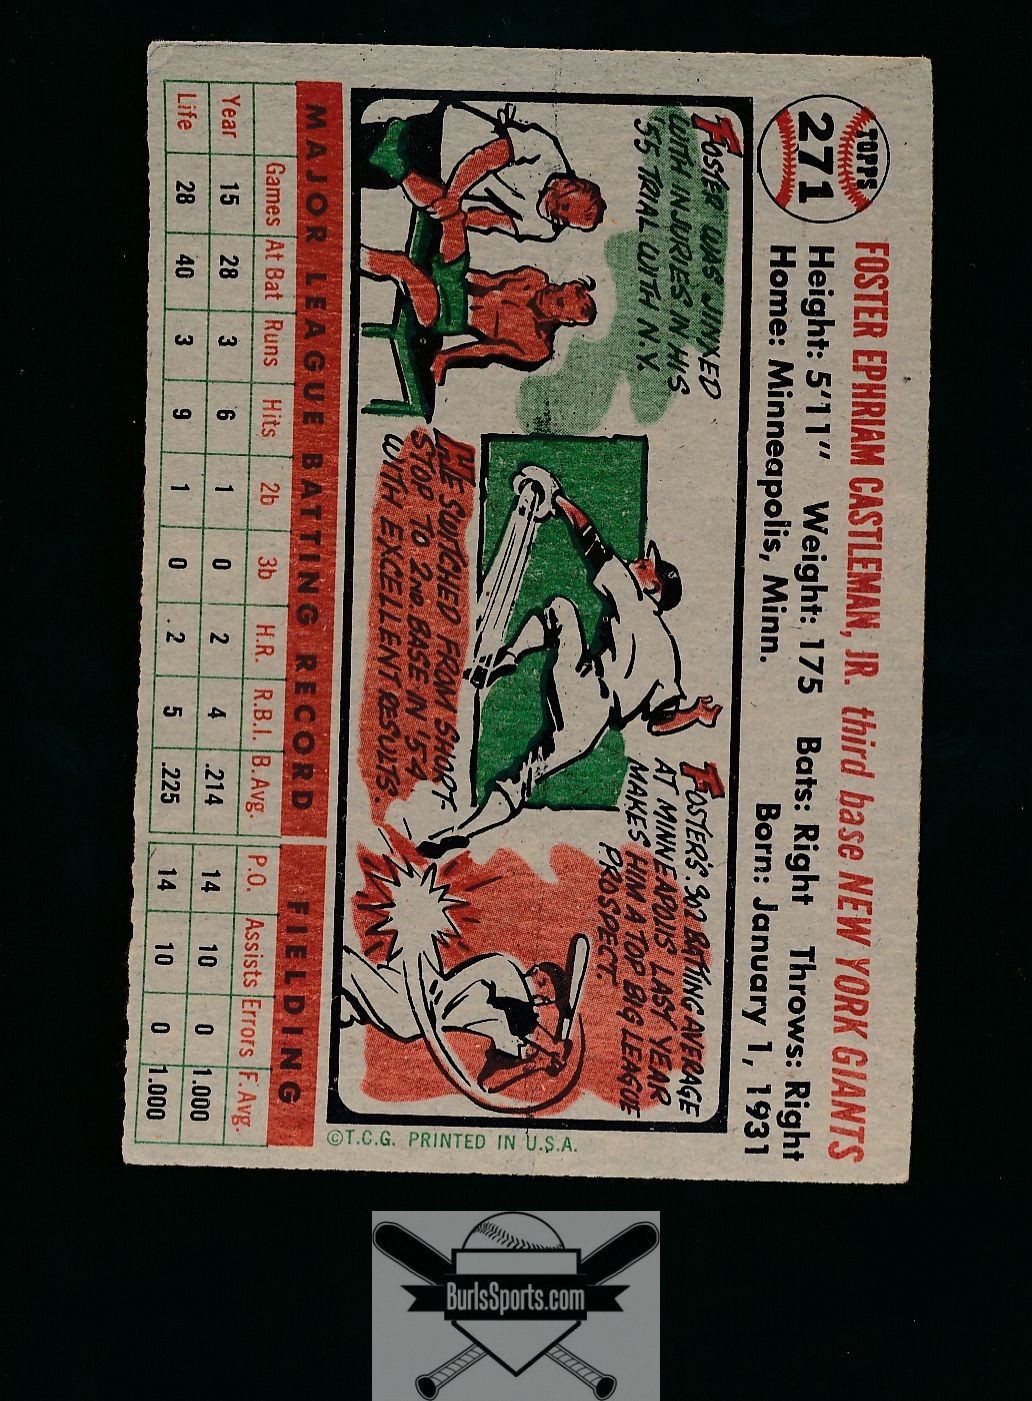 TOPPS
271
FOSTER EPHRIAM CASTLEMAN, JR. third base NEW YORK GIANTS
Height: 5'11" Weight: 175 Bats: Right Throws: Right
Home: Minneapolis, Minn. Born: January 1, 1931
FOSTER WAS JINXED
WITH INJURIES IN HIS
'55 TRIAL WITH N.Y.
HE SWITCHED FROM SHORT-
STOP TO 2ND. BASE IN '54
WITH EXCELLENT RESULTS.
FOSTER'S .302 BATING AVERAGE
AT MINNEAPOLIS LAST YEAR
MAKES HIM A TOP BIG LEAGUE
PROSPECT.
©T.C.G. PRINTED IN U.S.A.
MAJOR LEAGUE BATTING RECORD FIELDING
Games At Bat Runs Hits 2b 3b H.R. R.B.I. B.Avg. P.O. Assists Errors F.Avg.
Year 15 28 3 6 1 0 2 4 .214 14 10 0 1.000
Life 28 40 3 9 1 0 .2 5 .225 14 10 0 1.000
BurlsSports.com